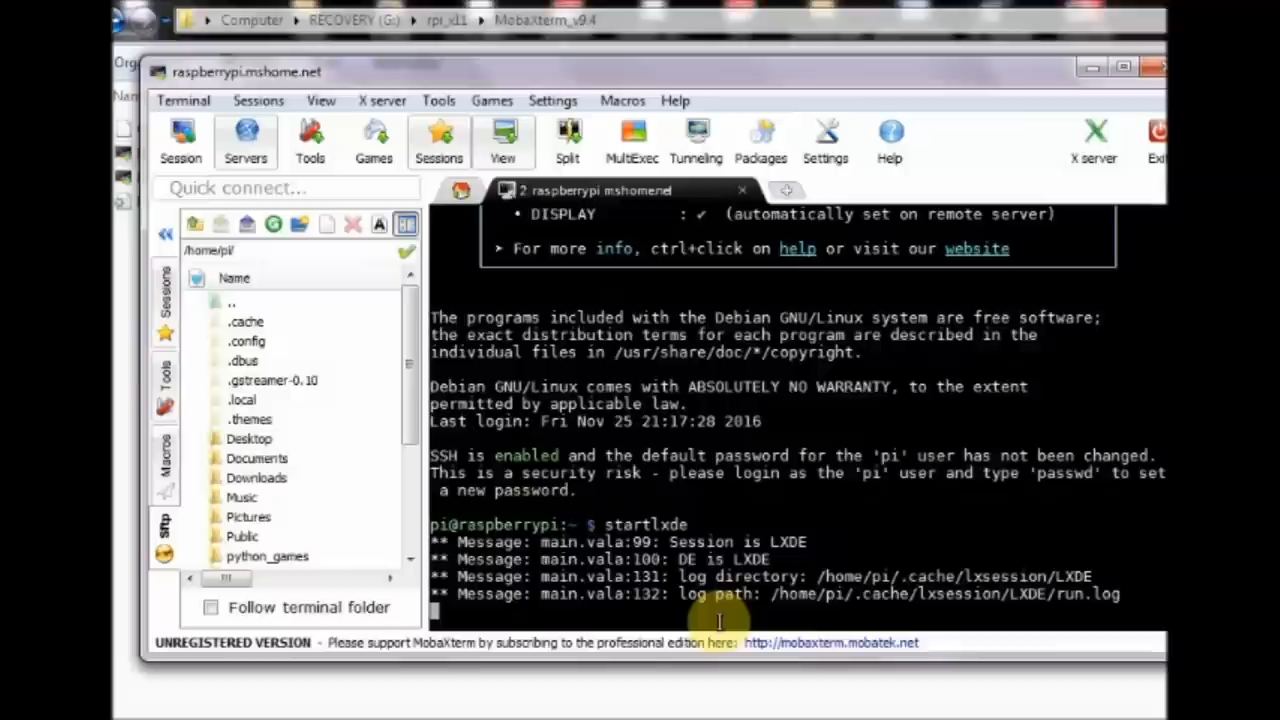 Computer RECOVERY (G:) rpi_x11 MobaXterm_v9.4
Org
raspberrypi.mshome.net
Nam
Terminal Sessions View X server Tools Games Settings Macros Help
Session Servers Tools Games Sessions View Split MultiExec Tunneling Packages Settings Help X server Exi
Quick connect...
2. raspberrypi.mshome.net
/home/pi/
Name
..
.cache
.config
.dbus
.gstreamer-0.10
.local
.themes
Desktop
Documents
Downloads
Music
Pictures
Public
python_games
Follow terminal folder
Sessions
Tools
Macros
Sftp
• DISPLAY : ✔ (automatically set on remote server)
➤ For more info, ctrl+click on help or visit our website
The programs included with the Debian GNU/Linux system are free software;
the exact distribution terms for each program are described in the
individual files in /usr/share/doc/*/copyright.
Debian GNU/Linux comes with ABSOLUTELY NO WARRANTY, to the extent
permitted by applicable law.
Last login: Fri Nov 25 21:17:28 2016
SSH is enabled and the default password for the 'pi' user has not been changed.
This is a security risk - please login as the 'pi' user and type 'passwd' to set
a new password.
pi@raspberrypi:~ $ startlxde
** Message: main.vala:99: Session is LXDE
** Message: main.vala:100: DE is LXDE
** Message: main.vala:131: log directory: /home/pi/.cache/lxsession/LXDE
** Message: main.vala:132: log path: /home/pi/.cache/lxsession/LXDE/run.log
UNREGISTERED VERSION - Please support MobaXterm by subscribing to the professional edition here: http://mobaxterm.mobatek.net